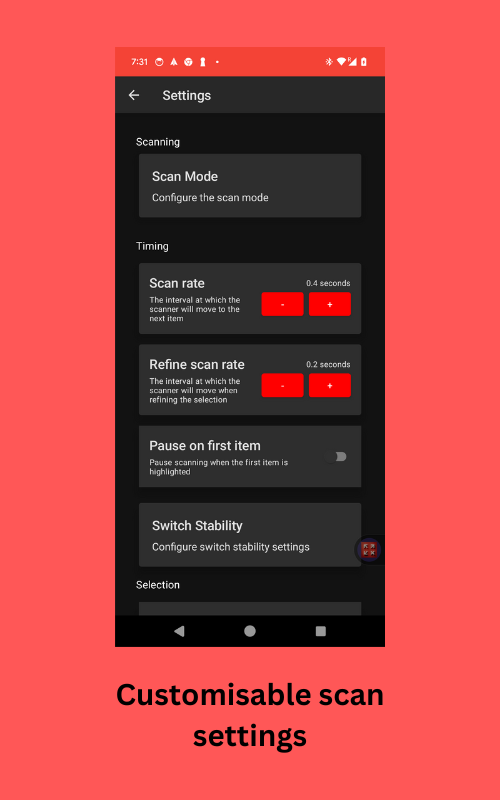 7:31
Settings
Scanning
Scan Mode
Configure the scan mode
Timing
Scan rate
0.4 seconds
The interval at which the
scanner will move to the
next item
-
+
Refine scan rate
0.2 seconds
The interval at which the
scanner will move when
refining the selection
-
+
Pause on first item
Pause scanning when the first item is
highlighted
Switch Stability
Configure switch stability settings
Selection
Customisable scan
settings